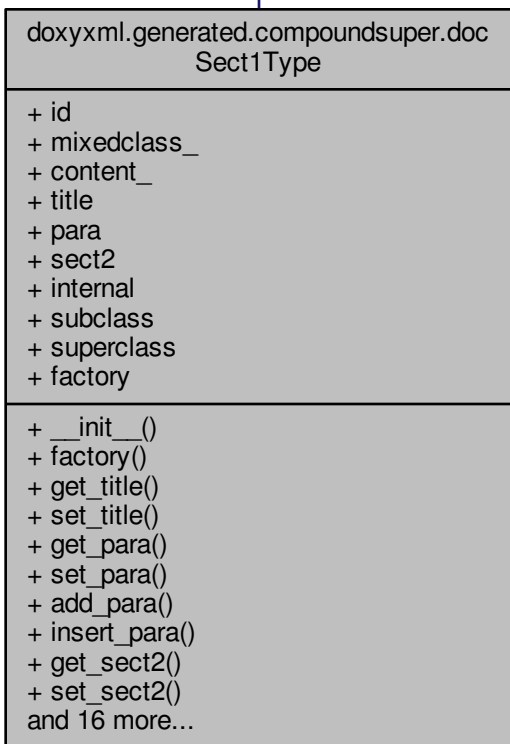 doxyxml.generated.compoundsuper.doc
Sect1Type
+ id
+ mixedclass_
+ content_
+ title
+ para
+ sect2
+ internal
+ subclass
+ superclass
+ factory
+ __init__()
+ factory()
+ get_title()
+ set_title()
+ get_para()
+ set_para()
+ add_para()
+ insert_para()
+ get_sect2()
+ set_sect2()
and 16 more...